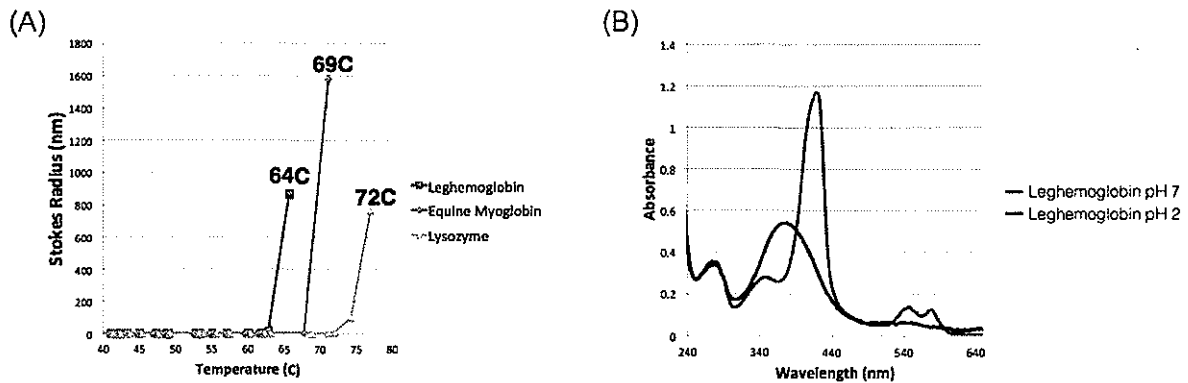 (A)
1800
1600
1400
1200
1000
800
600
400
200
0
Stokes Radius (nm)
64C
69C
72C
40 45 50 55 60 65 70 75 80
Temperature (C)
Leghemoglobin
Equine Myoglobin
Lysozyme
(B)
1.4
1.2
1
0.8
0.6
0.4
0.2
0
Absorbance
240 340 440 540 640
Wavelength (nm)
Leghemoglobin pH 7
Leghemoglobin pH 2